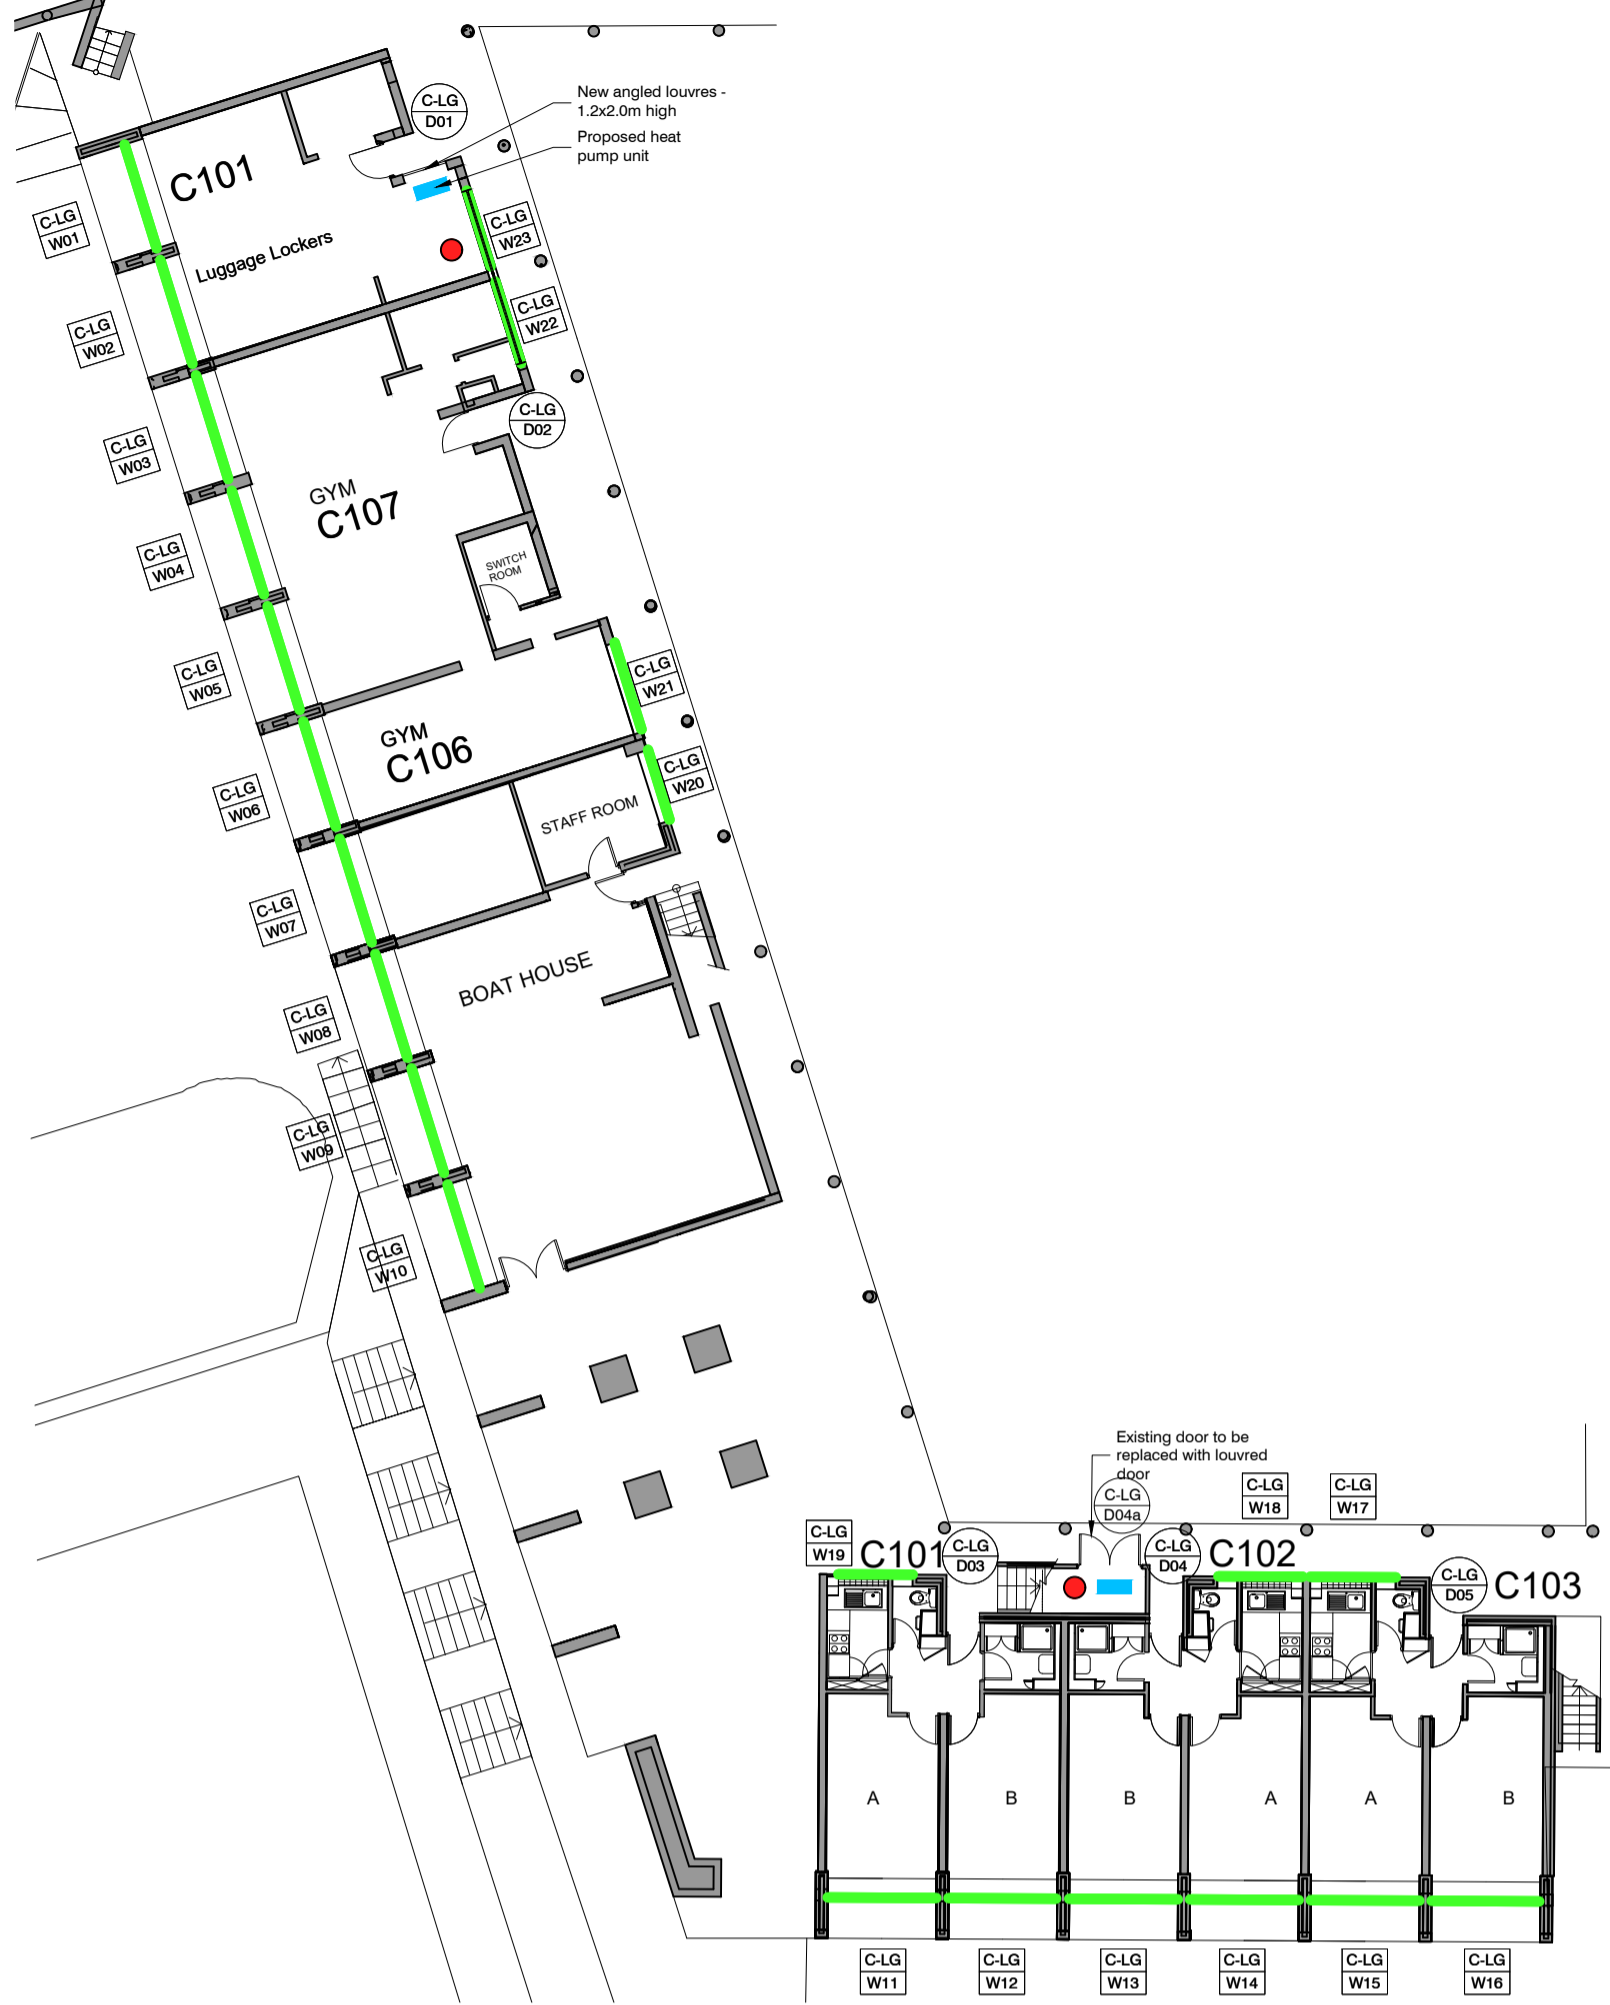 C-LG
D01
New angled louvres -
1.2x2.0m high
Proposed heat
pump unit
C101
Luggage Lockers
C-LG
W01
C-LG
W23
C-LG
W22
C-LG
W02
C-LG
D02
C-LG
W03
GYM
C107
C-LG
W04
SWITCH
ROOM
C-LG
W05
C-LG
W21
GYM
C106
C-LG
W20
C-LG
W06
STAFF ROOM
C-LG
W07
BOAT HOUSE
C-LG
W08
C-LG
W09
C-LG
W10
Existing door to be
replaced with louvred
door
C-LG
D04a
C-LG
W18
C-LG
W17
C-LG
W19
C101
C-LG
D03
C-LG
D04
C102
C-LG
D05
C103
A
B
B
A
A
B
C-LG
W11
C-LG
W12
C-LG
W13
C-LG
W14
C-LG
W15
C-LG
W16